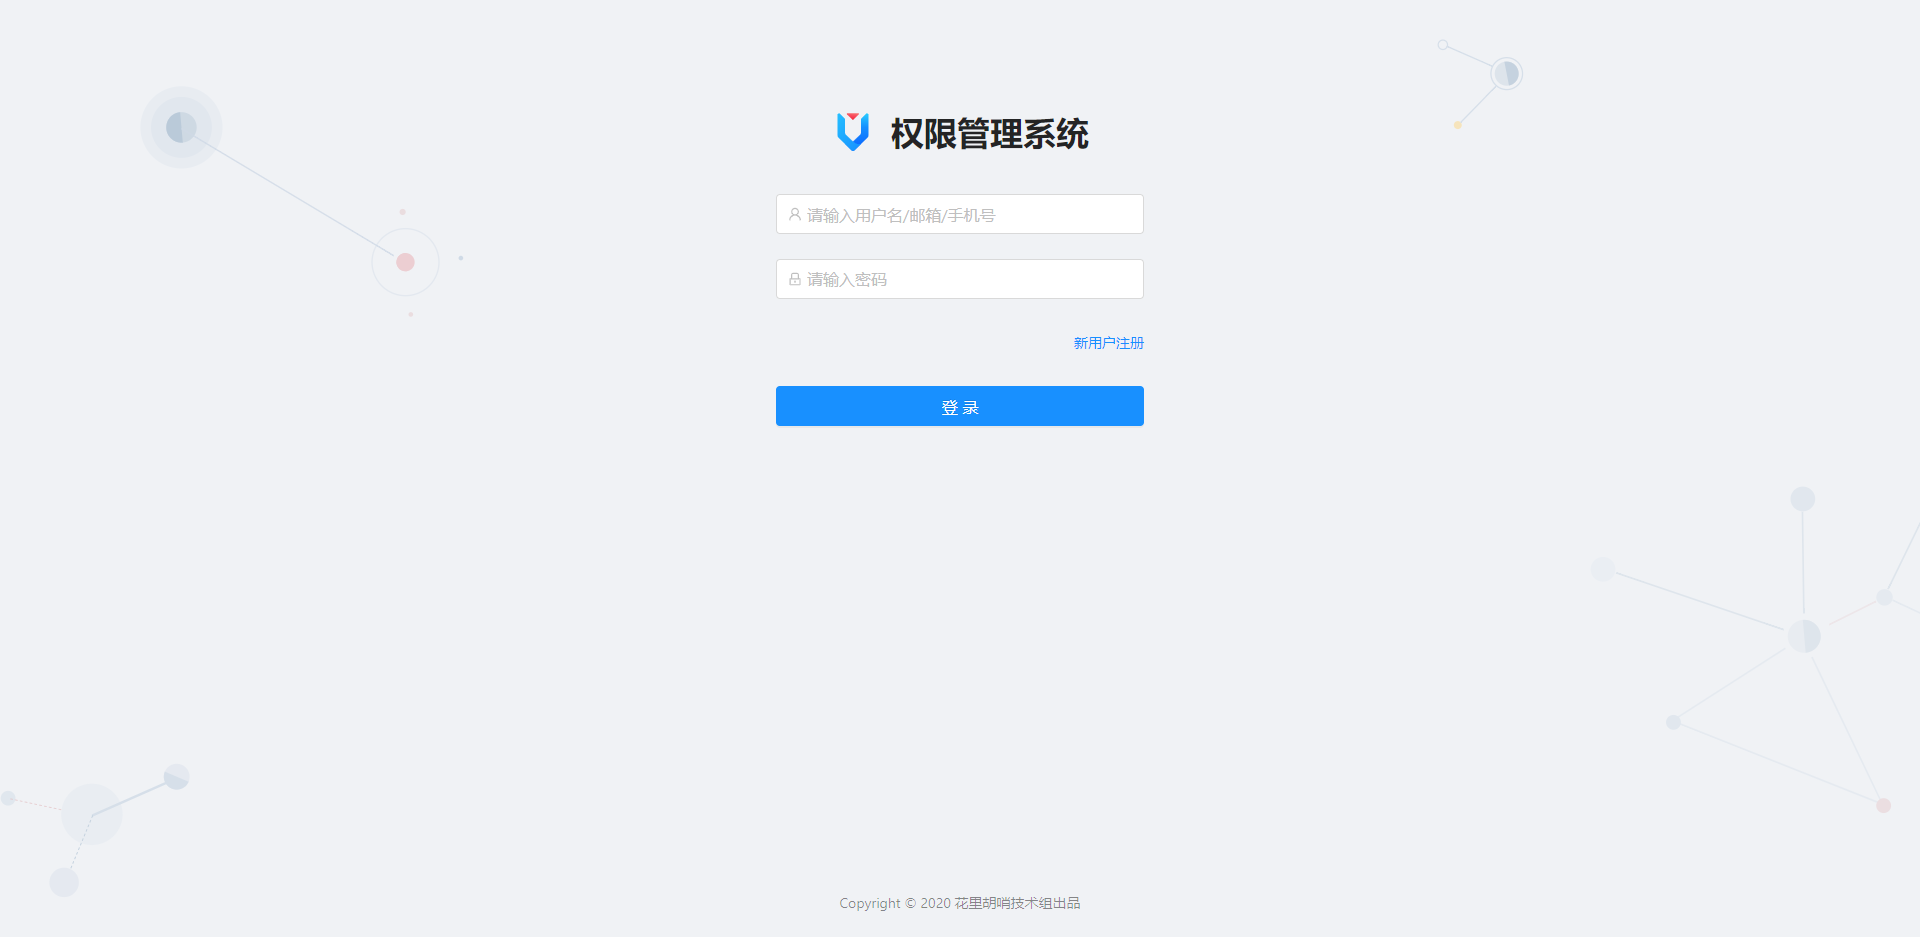 权限管理系统
请输入用户名/邮箱/手机号
请输入密码
新用户注册
登 录
Copyright © 2020 花里胡哨技术组出品